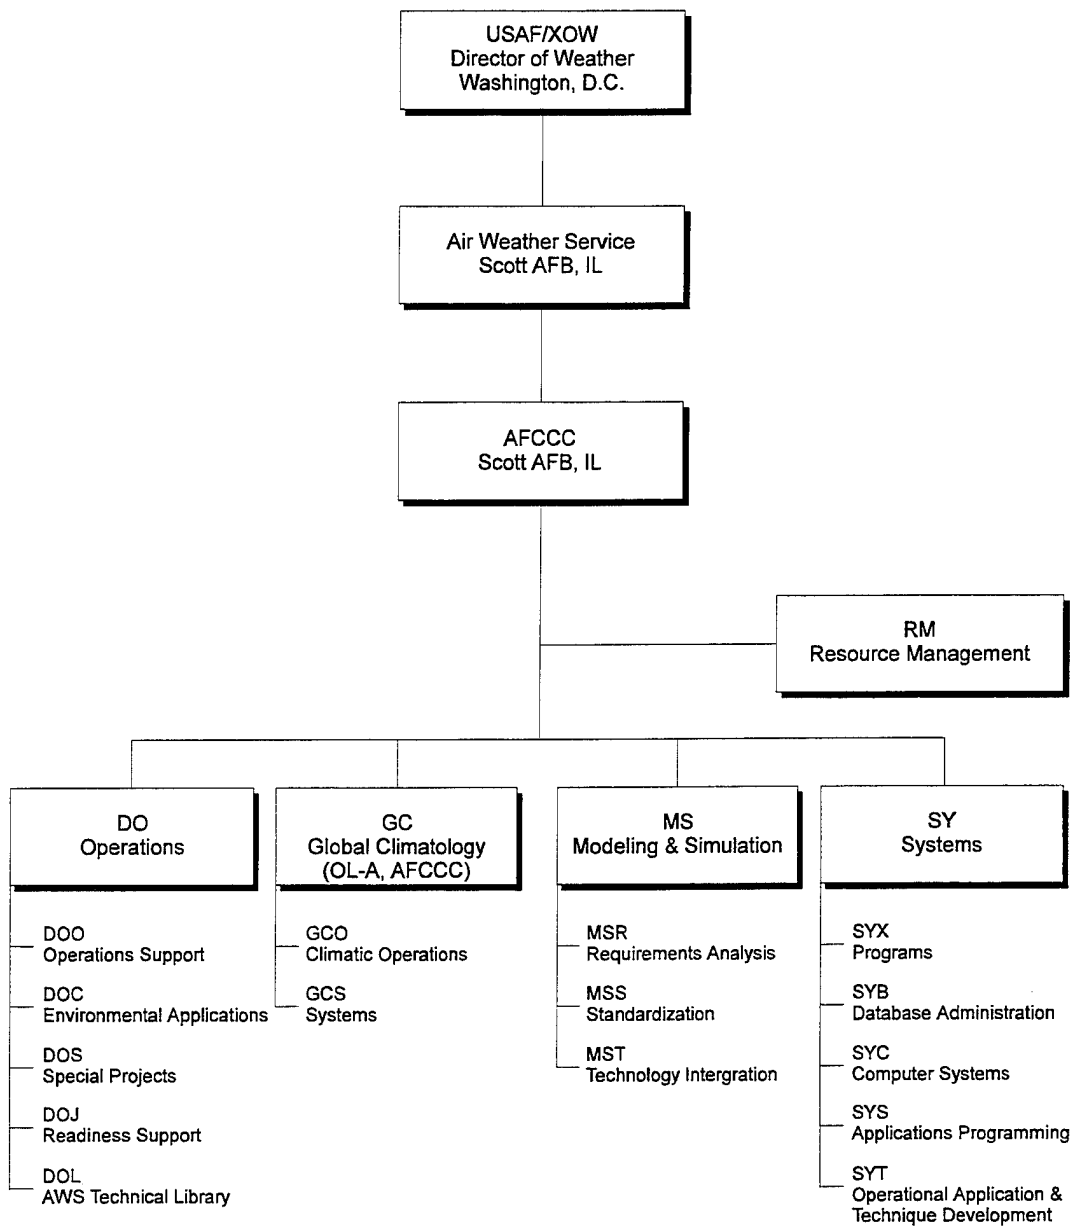 USAF/XOW
Director of Weather
Washington, D.C.
Air Weather Service
Scott AFB, IL
AFCCC
Scott AFB, IL
RM
Resource Management
DO
Operations
GC
Global Climatology
(OL-A, AFCCC)
MS
Modeling & Simulation
SY
Systems
DOO
Operations Support
DOC
Environmental Applications
DOS
Special Projects
DOJ
Readiness Support
DOL
AWS Technical Library
GCO
Climatic Operations
GCS
Systems
MSR
Requirements Analysis
MSS
Standardization
MST
Technology Intergration
SYX
Programs
SYB
Database Administration
SYC
Computer Systems
SYS
Applications Programming
SYT
Operational Application &
Technique Development